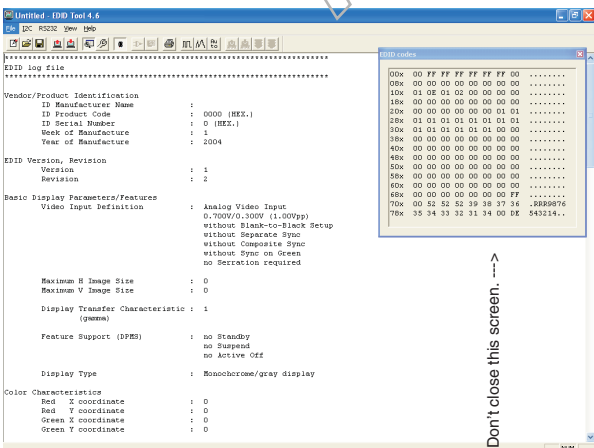 Untitled - EDID Tool 4.6
File I2C RS232 View Help
EDID log file
Vendor/Product Identification
ID Manufacturer Name :
ID Product Code : 0000 (HEX.)
ID Serial Number : 0 (HEX.)
Week of Manufacture : 1
Year of Manufacture : 2004
EDID Version, Revision
Version : 1
Revision : 2
Basic Display Parameters/Features
Video Input Definition : Analog Video Input
0.700V/0.300V (1.00Vpp)
without Blank-to-Black Setup
without Separate Sync
without Composite Sync
without Sync on Green
no Serration required
Maximum H Image Size : 0
Maximum V Image Size : 0
Display Transfer Characteristic : 1
(gamma)
Feature Support (DPMS) : no Standby
no Suspend
no Active Off
Display Type : Monochrome/gray display
Color Characteristics
Red X coordinate : 0
Red Y coordinate : 0
Green X coordinate : 0
Green Y coordinate : 0
EDID codes
00x 00 FF FF FF FF FF FF 00 ........
08x 00 00 00 00 00 00 00 00 ........
10x 01 0E 01 02 00 00 00 00 ........
18x 00 00 00 00 00 00 00 00 ........
20x 00 00 00 00 00 00 01 01 ........
28x 01 01 01 01 01 01 01 01 ........
30x 01 01 01 01 01 01 00 00 ........
38x 00 00 00 00 00 00 00 00 ........
40x 00 00 00 00 00 00 00 00 ........
48x 00 00 00 00 00 00 00 00 ........
50x 00 00 00 00 00 00 00 00 ........
58x 00 00 00 00 00 00 00 00 ........
60x 00 00 00 00 00 00 00 00 ........
68x 00 00 00 00 00 00 00 FF ........
70x 00 52 52 52 39 38 37 36 .RRR9876
78x 35 34 33 32 31 34 00 DE 543214..
Don't close this screen. --->
NUM